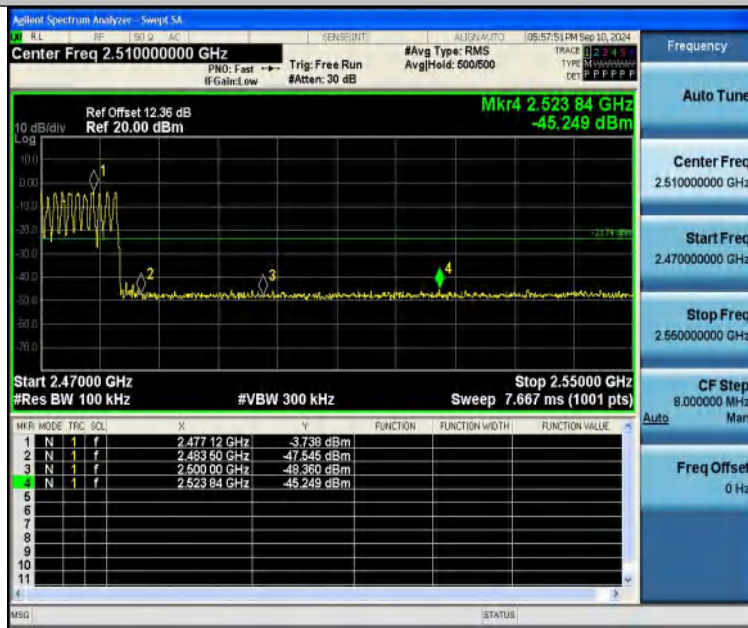 Agilent Spectrum Analyzer - Swept SA
RL RF 50 Ω AC SENSE:INT ALIGN AUTO 05:57:51 PM Sep 10, 2024
Center Freq 2.510000000 GHz
PNO: Fast
IFGain:Low
Trig: Free Run
#Atten: 30 dB
#Avg Type: RMS
Avg|Hold: 500/500
TRACE 1 2 3 4 5 6
TYPE M
DET P P P P P P
Mkr4 2.523 84 GHz
-45.249 dBm
Ref Offset 12.36 dB
10 dB/div Ref 20.00 dBm
Log
10.0
0.00
-10.0
-20.0
-30.0
-40.0
-50.0
-60.0
-70.0
1
2
3
4
Start 2.47000 GHz Stop 2.55000 GHz
#Res BW 100 kHz #VBW 300 kHz Sweep 7.667 ms (1001 pts)
MKR MODE TRC SCL X Y FUNCTION FUNCTION WIDTH FUNCTION VALUE
1 N 1 f 2.477 12 GHz -3.738 dBm
2 N 1 f 2.483 50 GHz -47.545 dBm
3 N 1 f 2.500 00 GHz -48.360 dBm
4 N 1 f 2.523 84 GHz -45.249 dBm
5
6
7
8
9
10
11
MSG STATUS
Frequency
Auto Tune
Center Freq
2.510000000 GHz
Start Freq
2.470000000 GHz
Stop Freq
2.550000000 GHz
CF Step
8.000000 MHz
Auto Man
Freq Offset
0 Hz